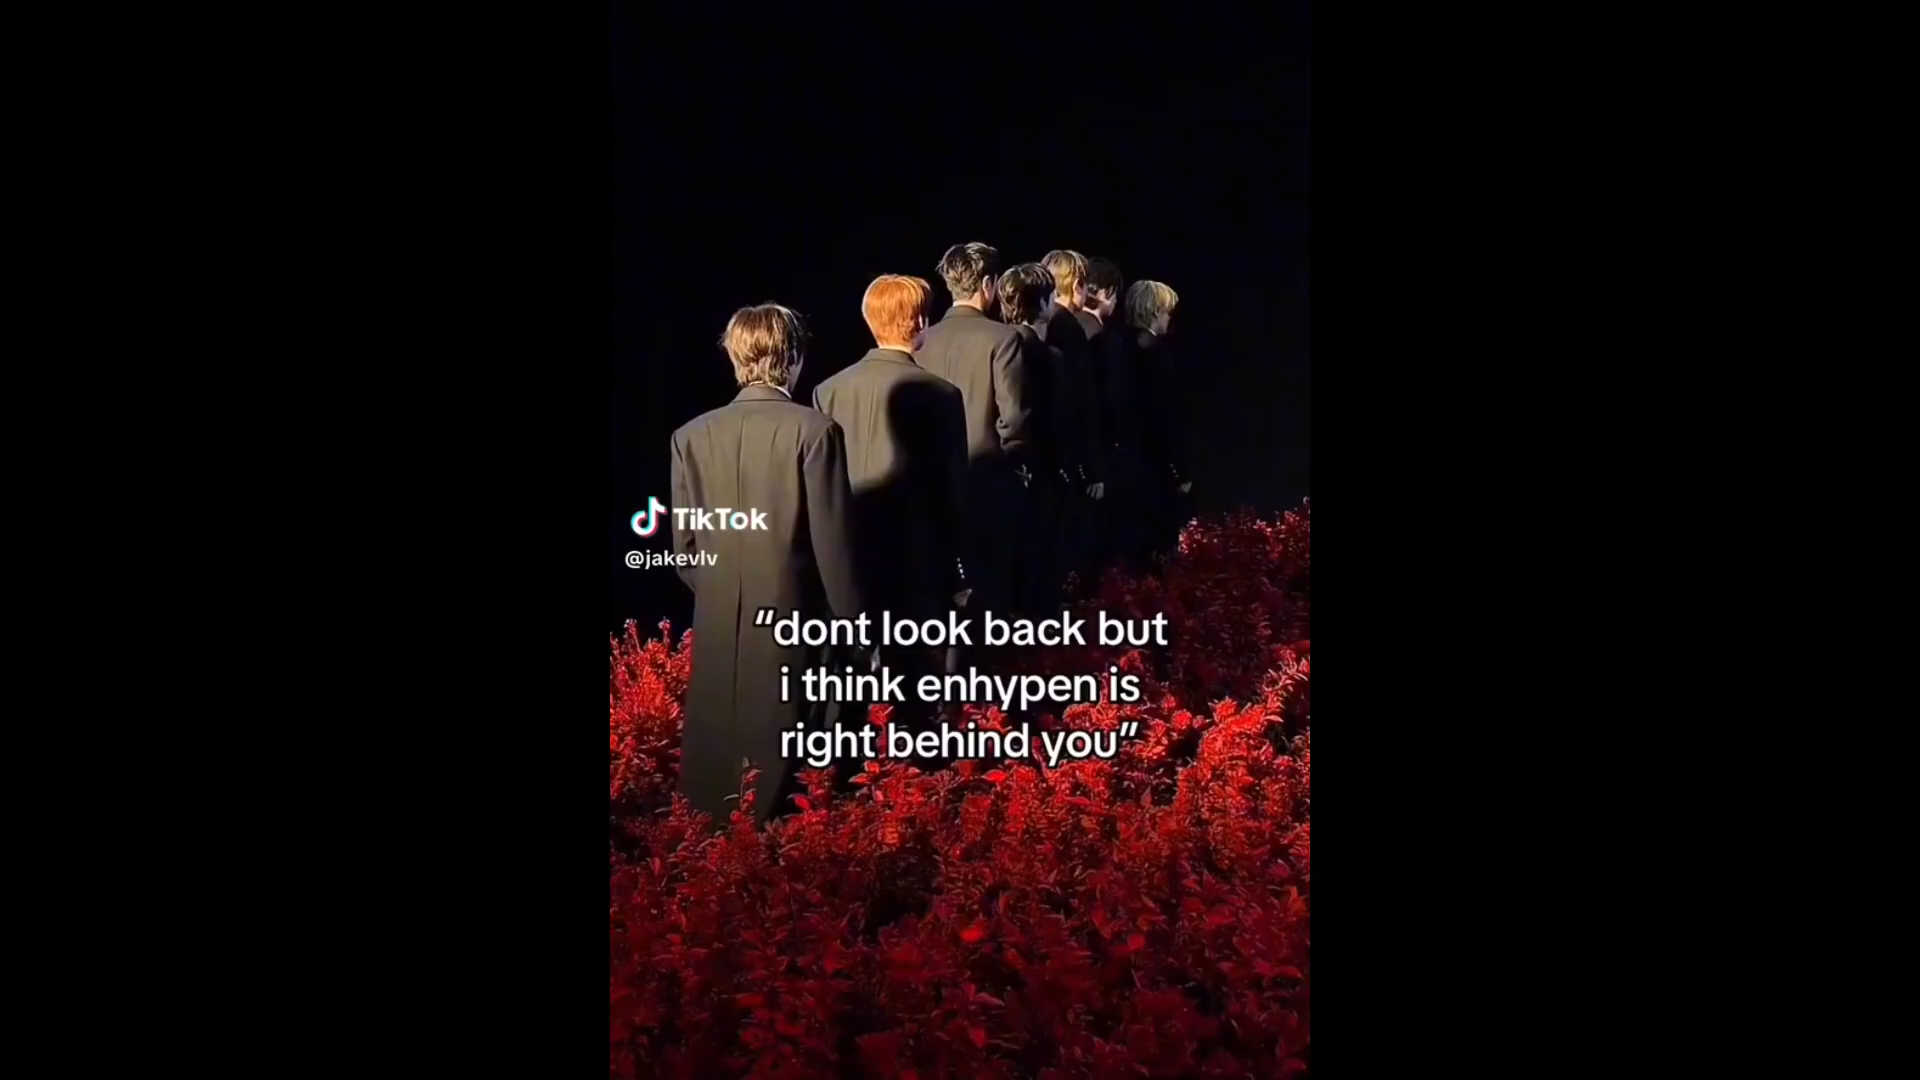 TikTok
@jakevlv
“dont look back but
i think enhypen is
right behind you”